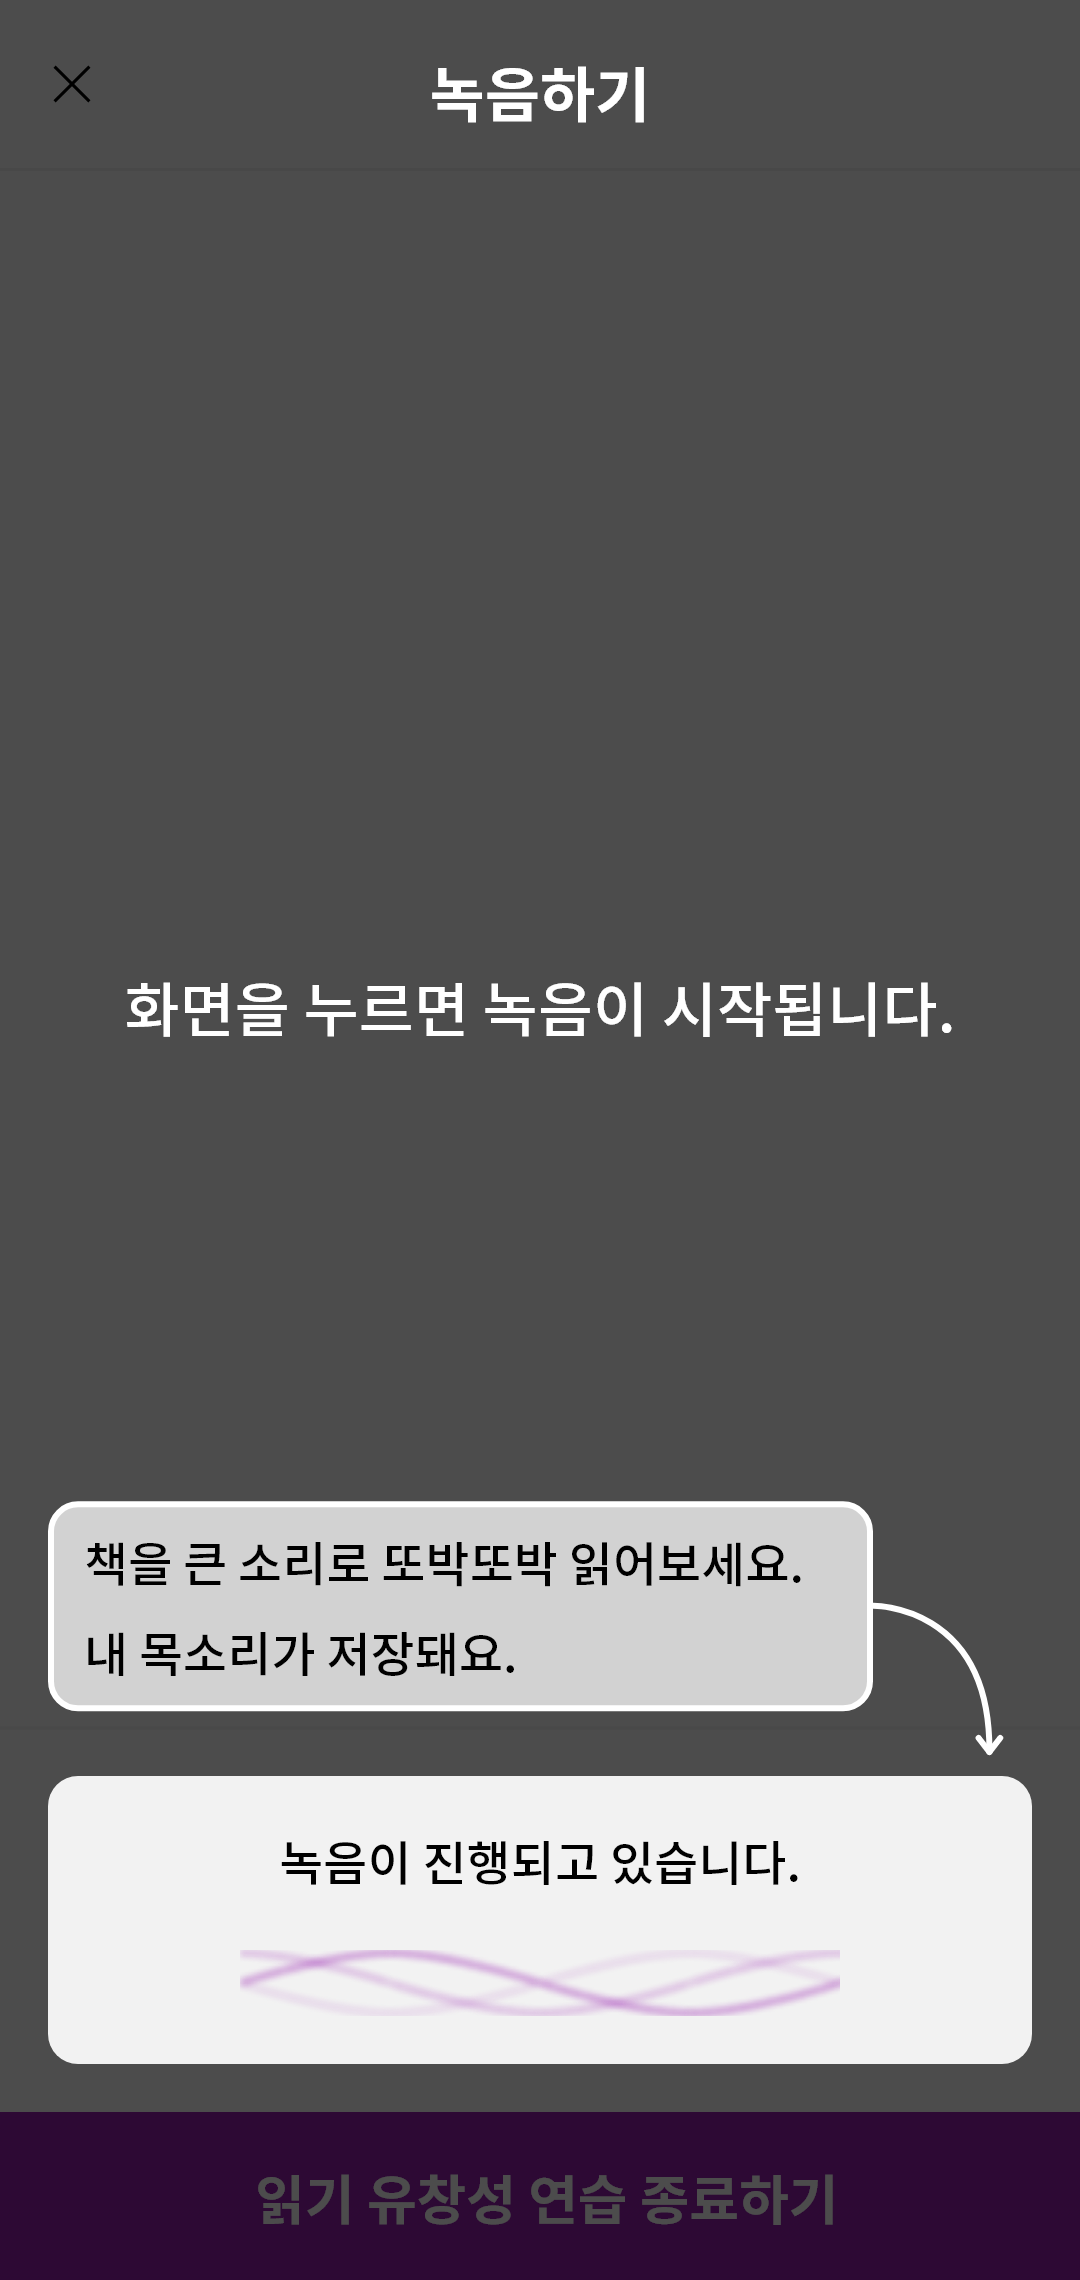 녹음하기
화면을 누르면 녹음이 시작됩니다.
책을 큰 소리로 또박또박 읽어보세요.
내 목소리가 저장돼요.
녹음이 진행되고 있습니다.
읽기 유창성 연습 종료하기